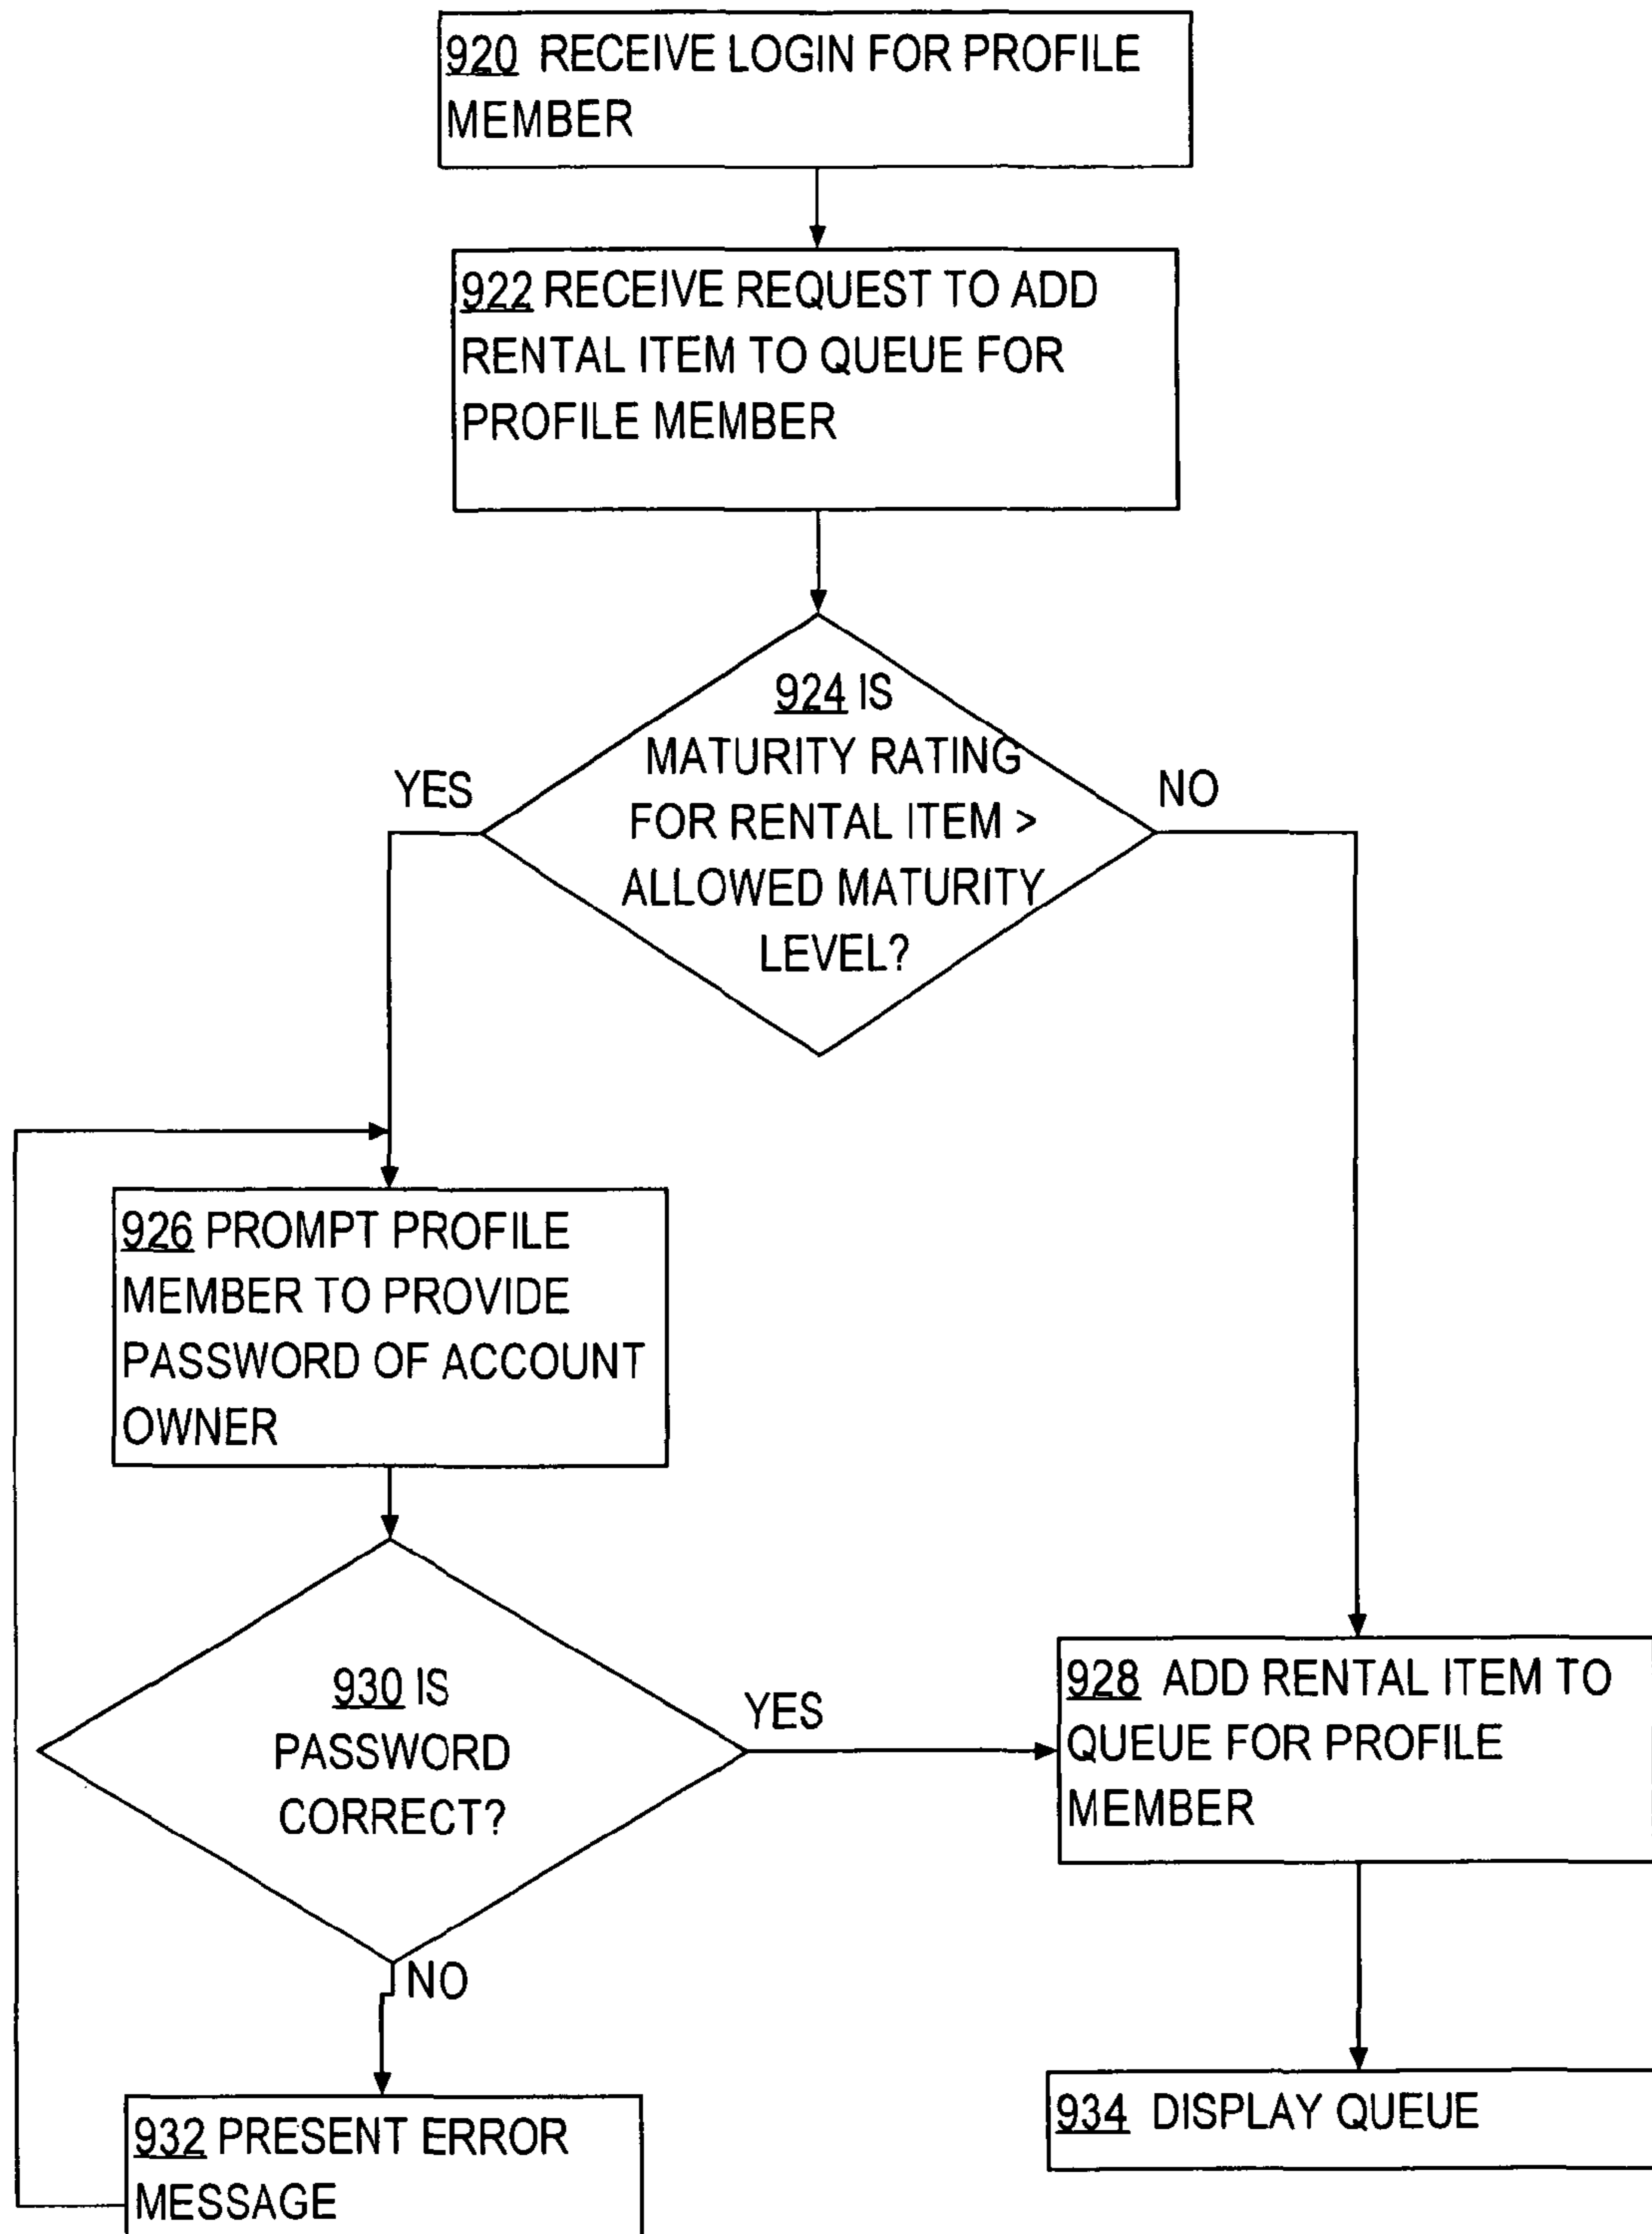 920 RECEIVE LOGIN FOR PROFILE
MEMBER
922 RECEIVE REQUEST TO ADD
RENTAL ITEM TO QUEUE FOR
PROFILE MEMBER
924 IS
MATURITY RATING
FOR RENTAL ITEM >
ALLOWED MATURITY
LEVEL?
YES
NO
926 PROMPT PROFILE
MEMBER TO PROVIDE
PASSWORD OF ACCOUNT
OWNER
930 IS
PASSWORD
CORRECT?
YES
NO
928 ADD RENTAL ITEM TO
QUEUE FOR PROFILE
MEMBER
932 PRESENT ERROR
MESSAGE
934 DISPLAY QUEUE